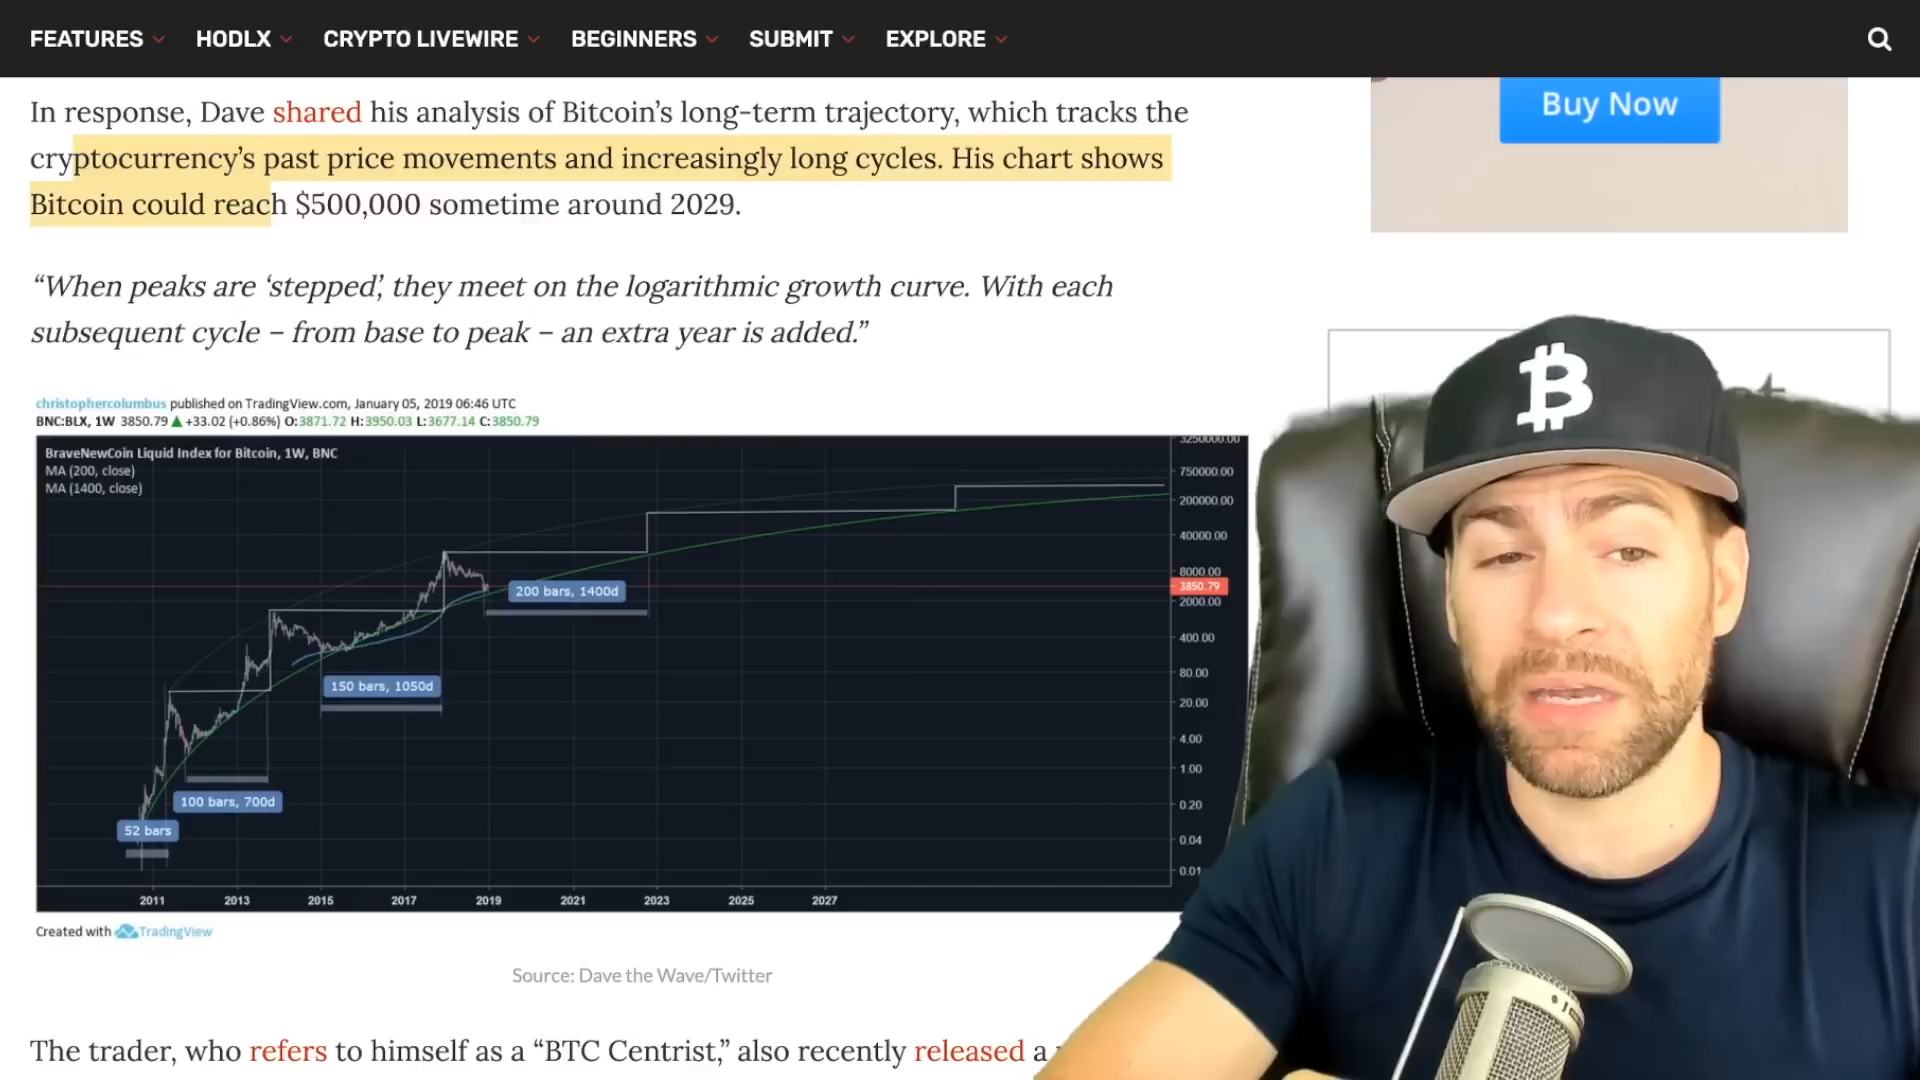 FEATURES HODLX CRYPTO LIVEWIRE BEGINNERS SUBMIT EXPLORE
In response, Dave shared his analysis of Bitcoin’s long-term trajectory, which tracks the
cryptocurrency’s past price movements and increasingly long cycles. His chart shows
Bitcoin could reach $500,000 sometime around 2029.
Buy Now
“When peaks are ‘stepped’, they meet on the logarithmic growth curve. With each
subsequent cycle – from base to peak – an extra year is added.”
christophercolumbus published on TradingView.com, January 05, 2019 06:46 UTC
BNC:BLX, 1W 3850.79 ▲ +33.02 (+0.86%) O:3871.72 H:3950.03 L:3677.14 C:3850.79
BraveNewCoin Liquid Index for Bitcoin, 1W, BNC
MA (200, close)
MA (1400, close)
3250000.00
750000.00
200000.00
40000.00
8000.00
3850.79
2000.00
400.00
80.00
20.00
4.00
1.00
0.20
0.04
0.01
200 bars, 1400d
150 bars, 1050d
100 bars, 700d
52 bars
2011 2013 2015 2017 2019 2021 2023 2025 2027
Created with TradingView
Source: Dave the Wave/Twitter
The trader, who refers to himself as a “BTC Centrist,” also recently released a